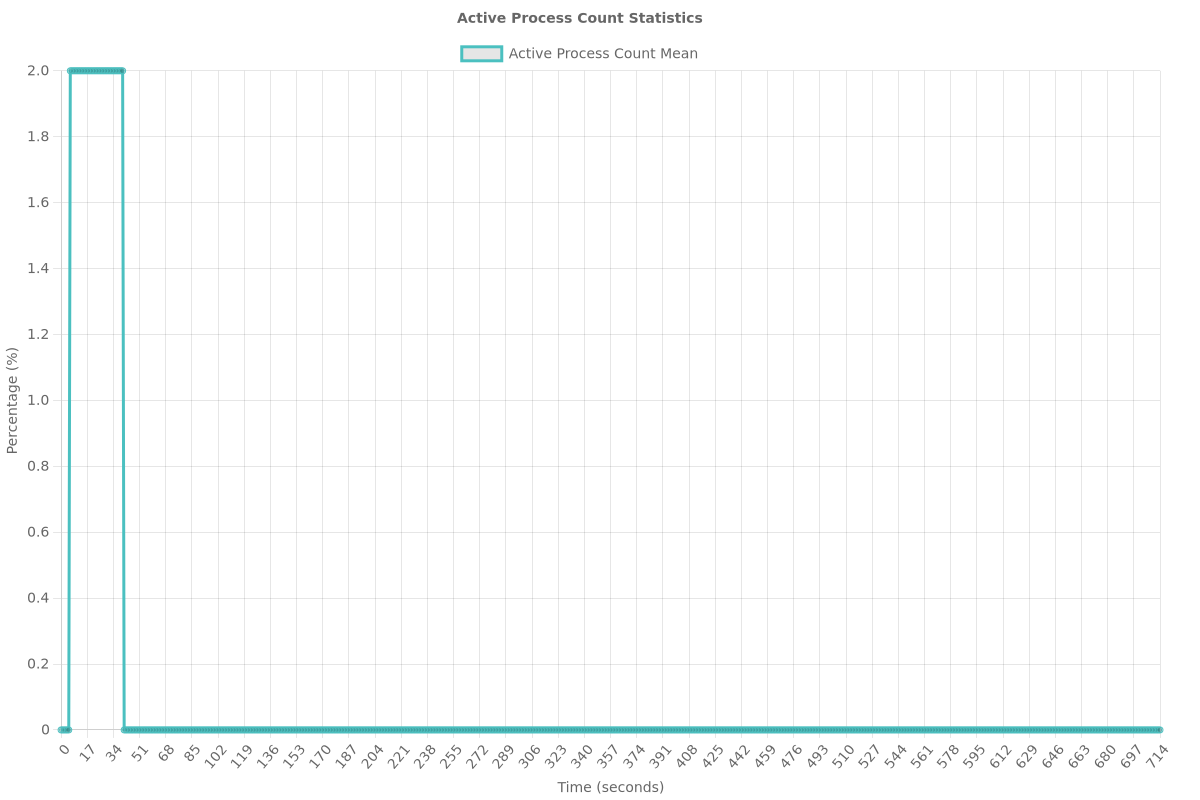 Active Process Count Statistics
Active Process Count Mean
2.0
1.8
1.6
1.4
1.2
1.0
0.8
0.6
0.4
0.2
0
Percentage (%)
0 17 34 51 68 85 102 119 136 153 170 187 204 221 238 255 272 289 306 323 340 357 374 391 408 425 442 459 476 493 510 527 544 561 578 595 612 629 646 663 680 697 714
Time (seconds)